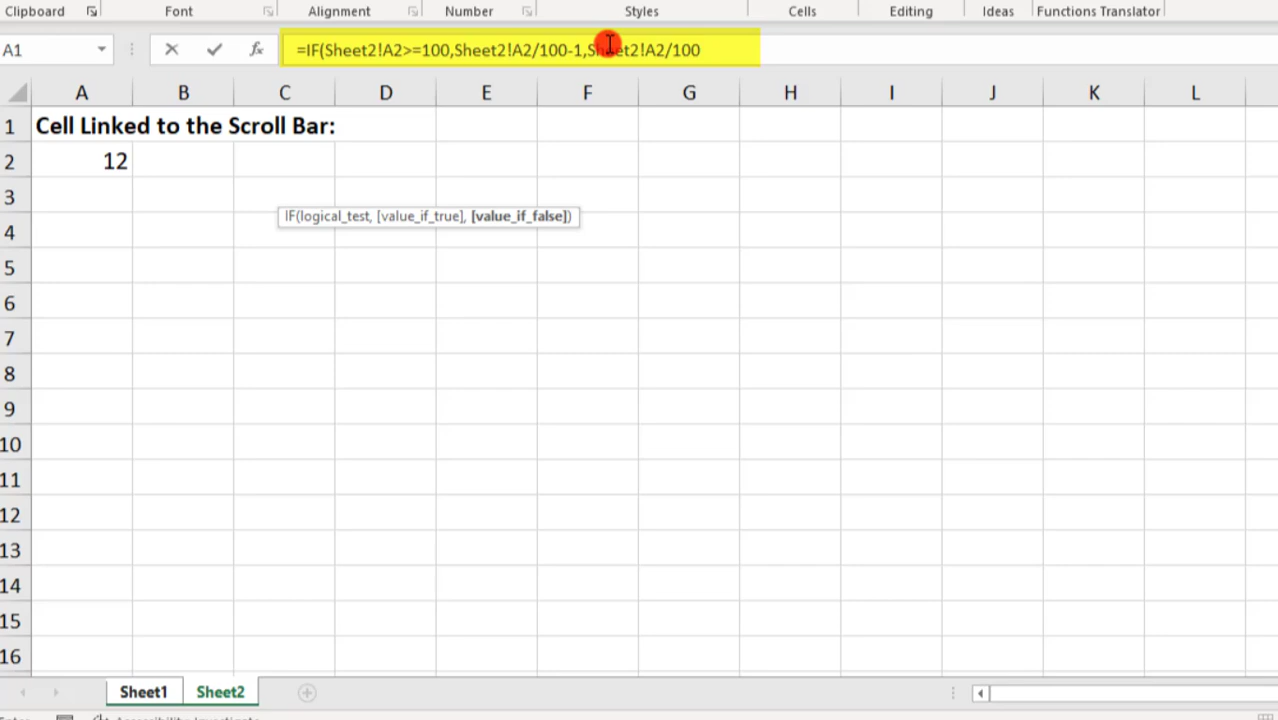 Clipboard Font Alignment Number Styles Cells Editing Ideas Functions Translator
A1 fx =IF(Sheet2!A2>=100,Sheet2!A2/100-1,Sheet2!A2/100
A B C D E F G H I J K L
1 Cell Linked to the Scroll Bar:
2 12
3
IF(logical_test, [value_if_true], [value_if_false])
4
5
6
7
8
9
10
11
12
13
14
15
16
Sheet1 Sheet2